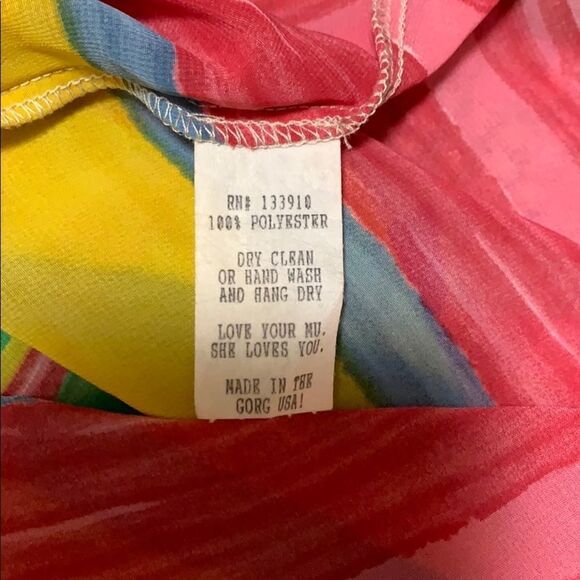 RN# 133910
100% POLYESTER
DRY CLEAN
OR HAND WASH
AND HANG DRY
LOVE YOUR MU.
SHE LOVES YOU.
MADE IN THE
GORG USA!